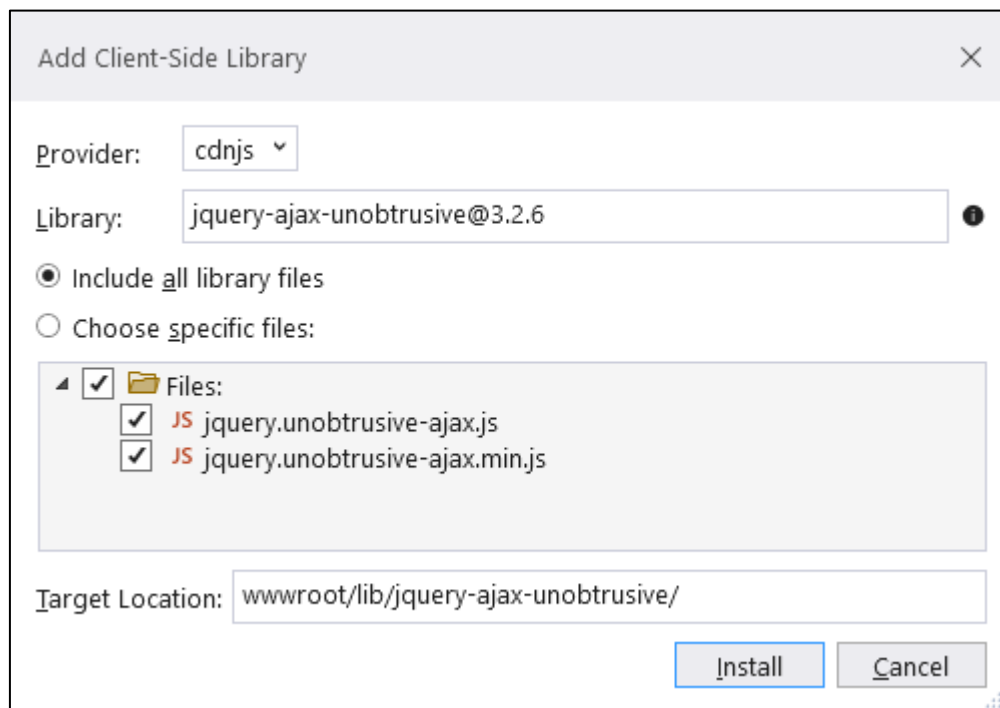 Add Client-Side Library
Provider: cdnjs
Library: jquery-ajax-unobtrusive@3.2.6
Include all library files
Choose specific files:
Files:
JS jquery.unobtrusive-ajax.js
JS jquery.unobtrusive-ajax.min.js
Target Location: wwwroot/lib/jquery-ajax-unobtrusive/
Install Cancel